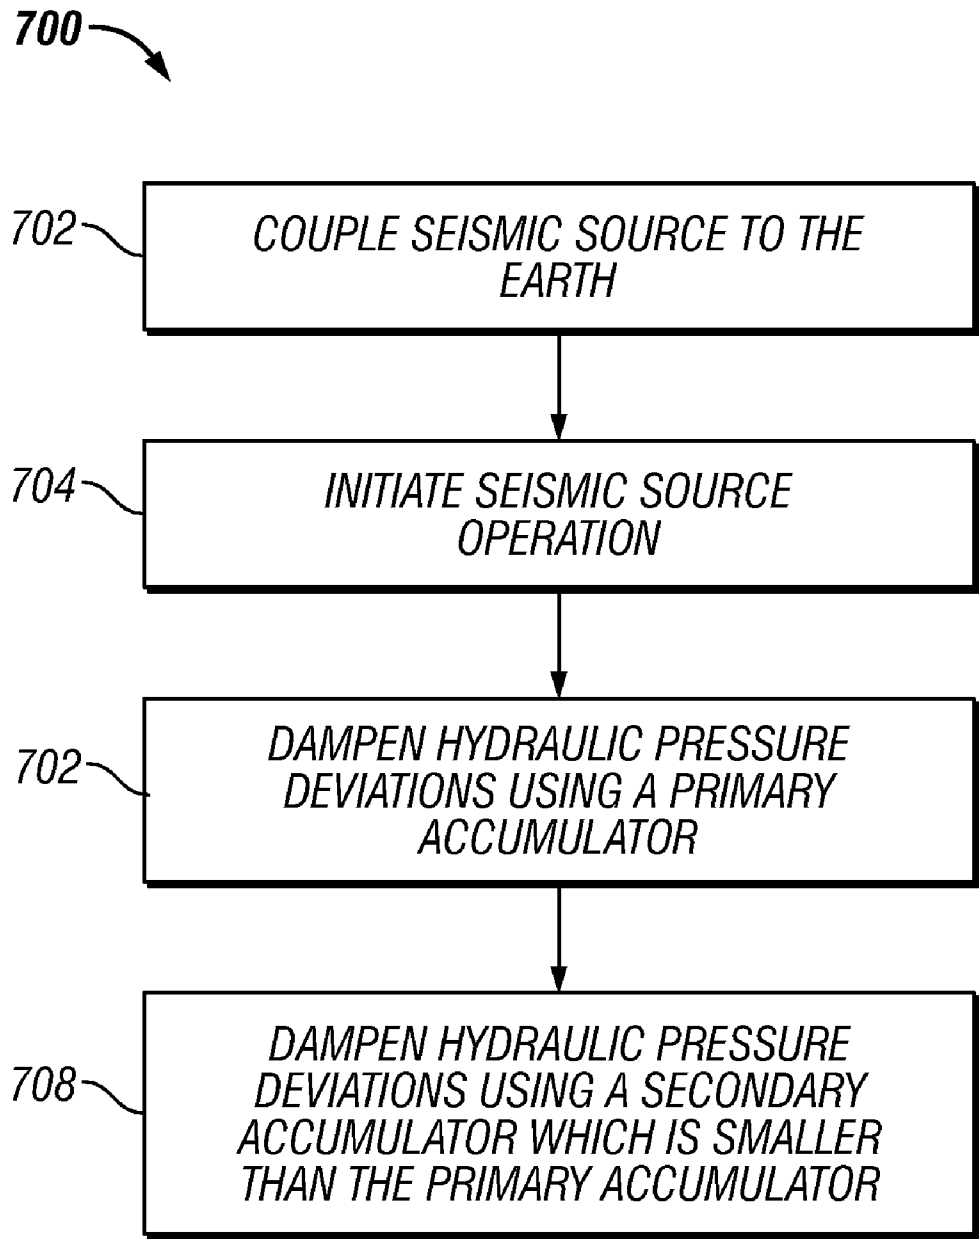 700
702
COUPLE SEISMIC SOURCE TO THE
EARTH
704
INITIATE SEISMIC SOURCE
OPERATION
702
DAMPEN HYDRAULIC PRESSURE
DEVIATIONS USING A PRIMARY
ACCUMULATOR
708
DAMPEN HYDRAULIC PRESSURE
DEVIATIONS USING A SECONDARY
ACCUMULATOR WHICH IS SMALLER
THAN THE PRIMARY ACCUMULATOR